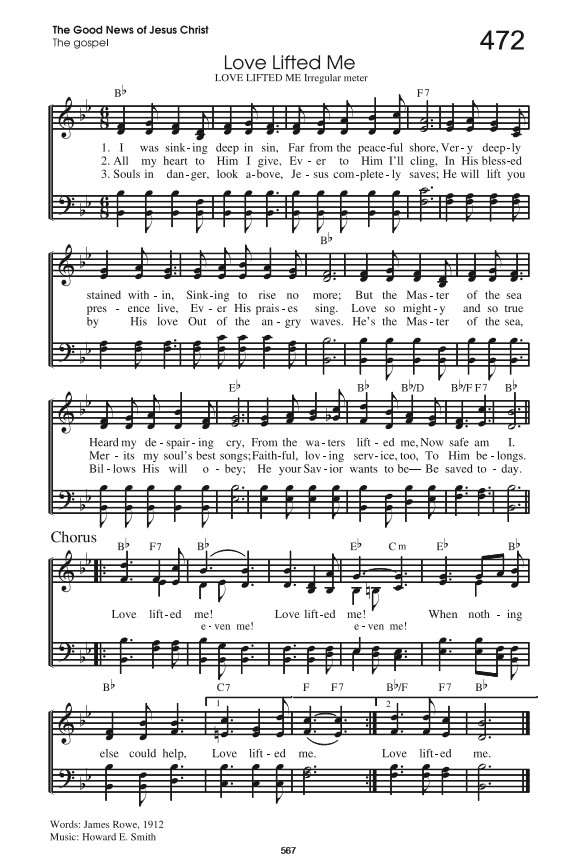 The Good News of Jesus Christ
The gospel
472
Love Lifted Me
LOVE LIFTED ME Irregular meter
B♭ F7
1. I was sink-ing deep in sin, Far from the peace-ful shore, Ver-y deep-ly
2. All my heart to Him I give, Ev-er to Him I'll cling, In His bless-ed
3. Souls in dan-ger, look a-bove, Je-sus com-plete-ly saves; He will lift you
B♭
stained with-in, Sink-ing to rise no more; But the Mas-ter of the sea
pres-ence live, Ev-er His prais-es sing. Love so might-y and so true
by His love Out of the an-gry waves. He's the Mas-ter of the sea,
E♭ B♭ B♭/D B♭/F F7 B♭
Heard my de-spair-ing cry, From the wa-ters lift-ed me, Now safe am I.
Mer-its my soul's best songs; Faith-ful, lov-ing serv-ice, too, To Him be-longs.
Bil-lows His will o-bey; He your Sav-ior wants to be— Be saved to-day.
Chorus
B♭ F7 B♭ E♭ Cm E♭ B♭
Love lift-ed me! Love lift-ed me! When noth-ing
e-ven me! e-ven me!
B♭ C7 F F7 B♭/F F7 B♭
1 2
else could help, Love lift-ed me. Love lift-ed me.
Words: James Rowe, 1912
Music: Howard E. Smith
567